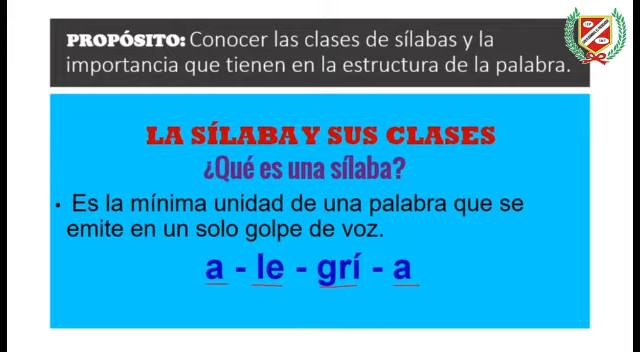 PROPÓSITO: Conocer las clases de sílabas y la
importancia que tienen en la estructura de la palabra.
LA SÍLABA Y SUS CLASES
¿Qué es una sílaba?
• Es la mínima unidad de una palabra que se
emite en un solo golpe de voz.
a - le - grí - a